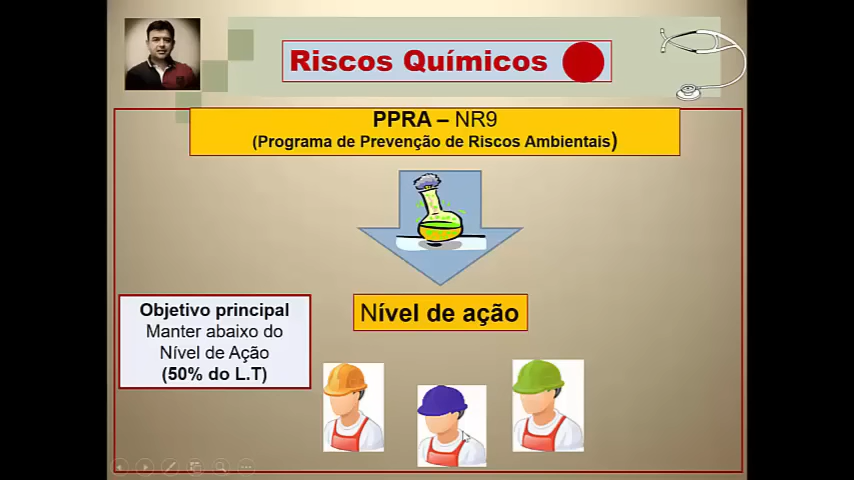 Riscos Químicos
PPRA – NR9
(Programa de Prevenção de Riscos Ambientais)
Nível de ação
Objetivo principal
Manter abaixo do
Nível de Ação
(50% do L.T)